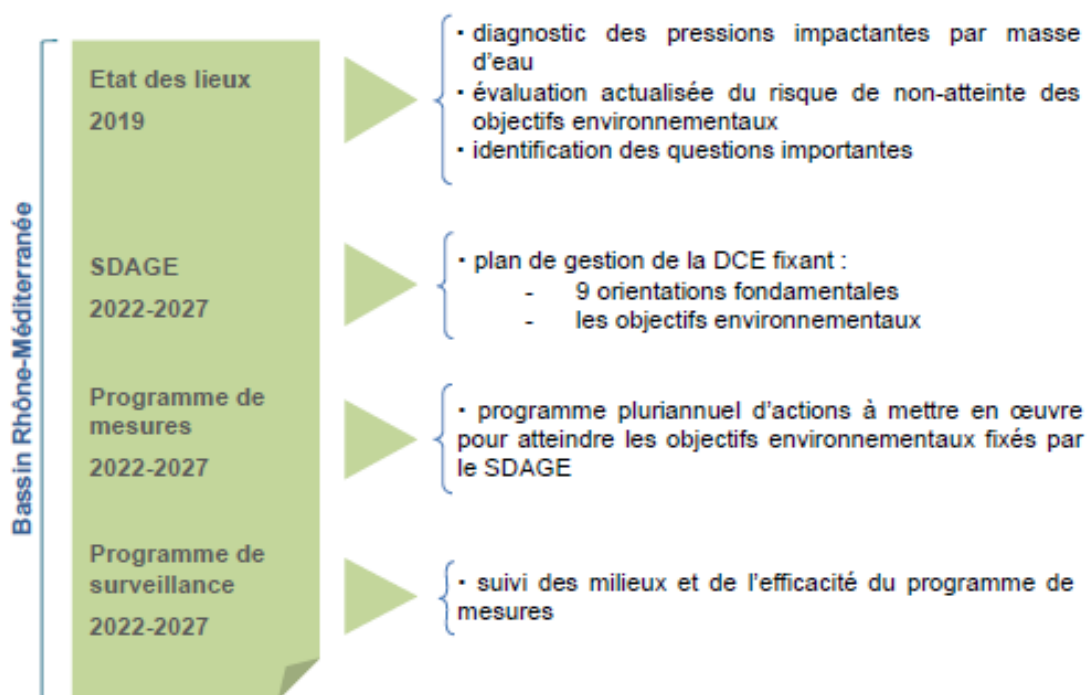 Bassin Rhône-Méditerranée
Etat des lieux
2019
· diagnostic des pressions impactantes par masse
d'eau
· évaluation actualisée du risque de non-atteinte des
objectifs environnementaux
· identification des questions importantes
SDAGE
2022-2027
· plan de gestion de la DCE fixant :
- 9 orientations fondamentales
- les objectifs environnementaux
Programme de
mesures
2022-2027
· programme pluriannuel d'actions à mettre en œuvre
pour atteindre les objectifs environnementaux fixés par
le SDAGE
Programme de
surveillance
2022-2027
· suivi des milieux et de l'efficacité du programme de
mesures